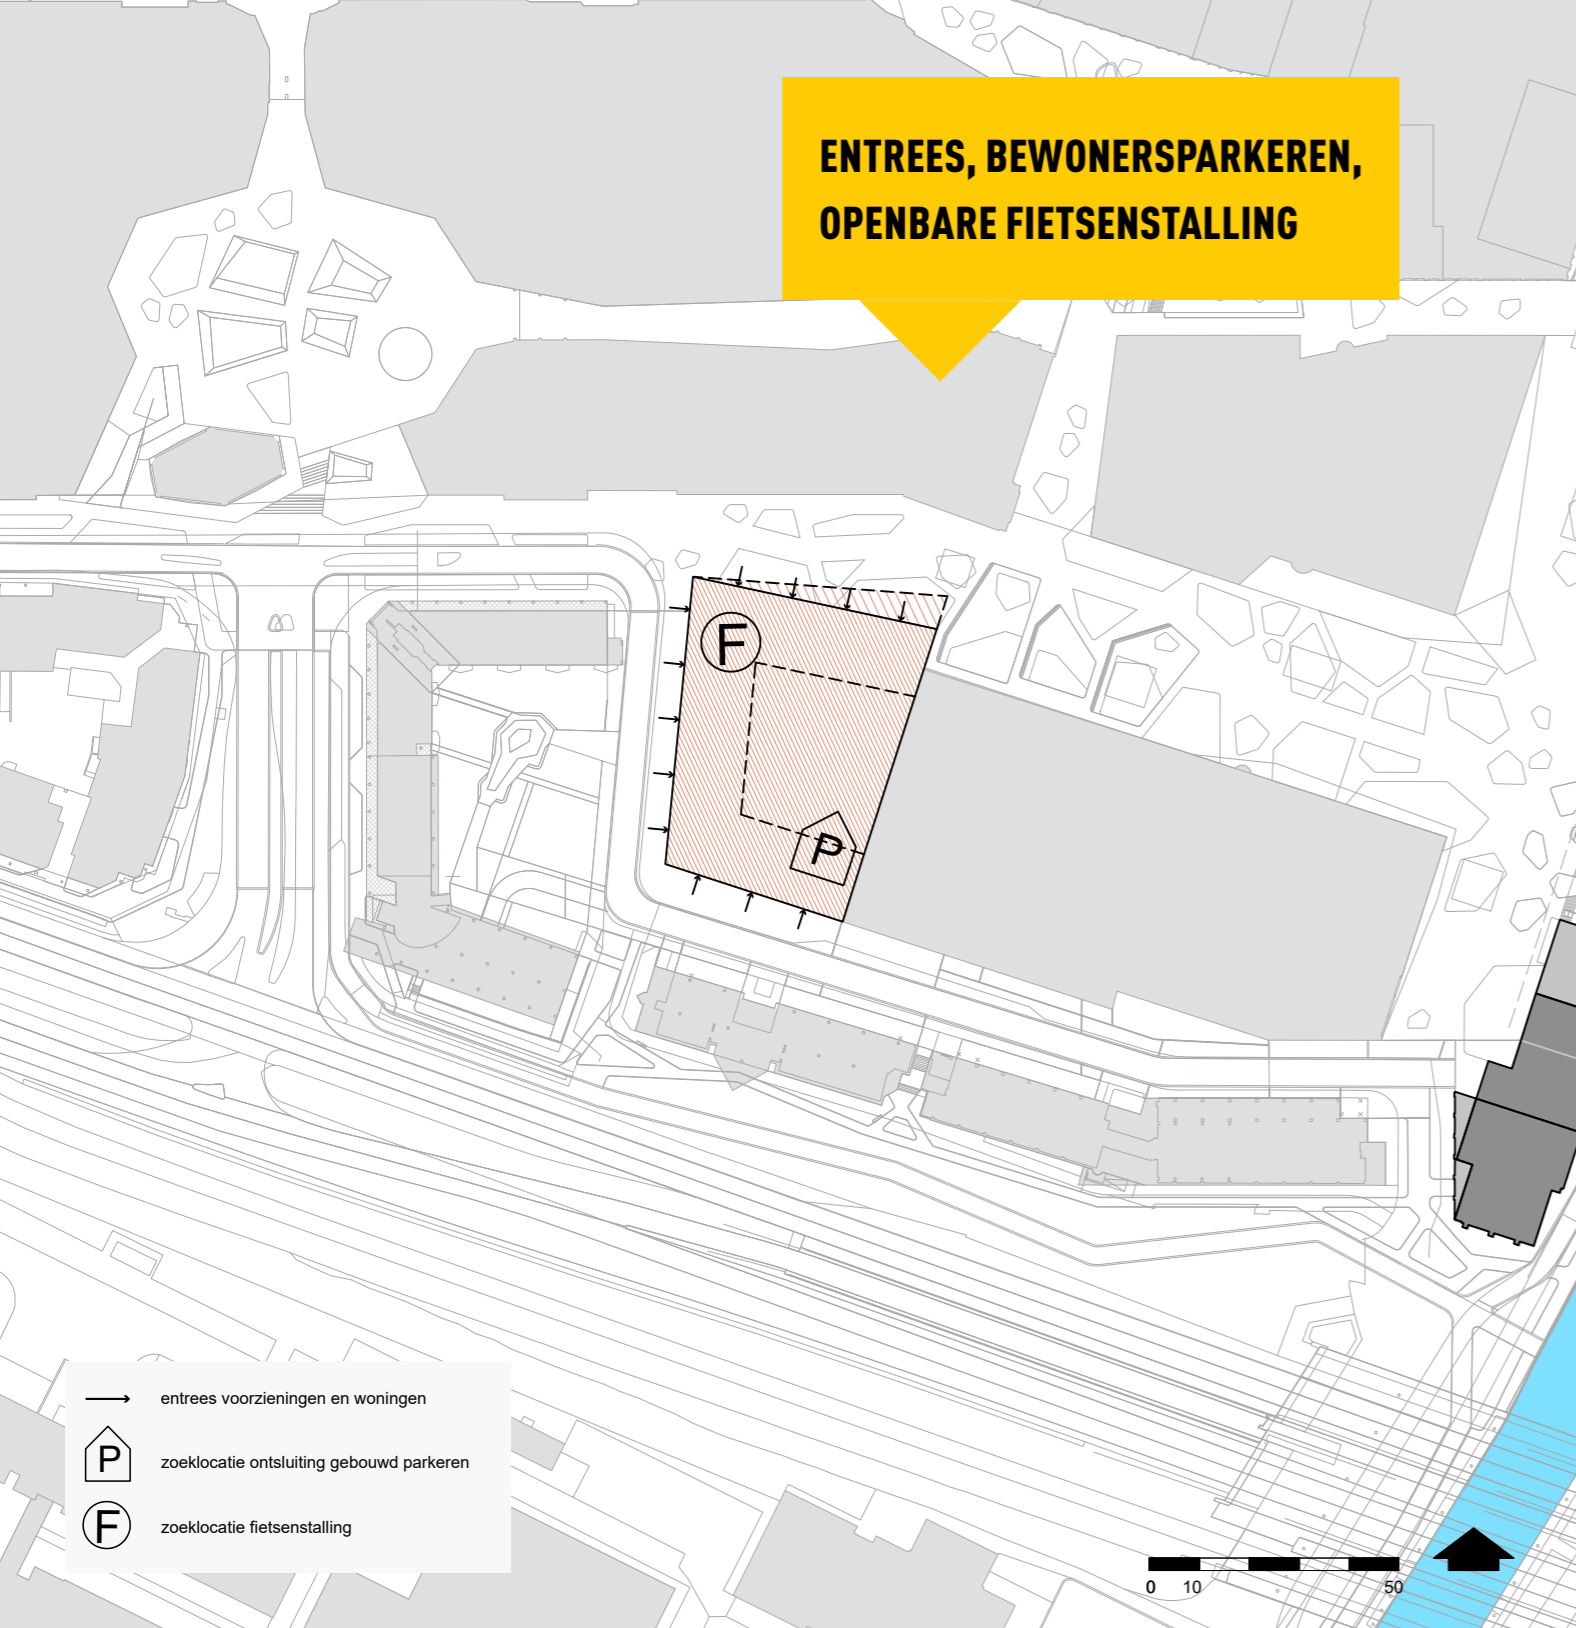 ENTREES, BEWONERSPARKEREN,
OPENBARE FIETSENSTALLING
F
P
entrees voorzieningen en woningen
P
zoeklocatie ontsluiting gebouwd parkeren
F
zoeklocatie fietsenstalling
0 10 50